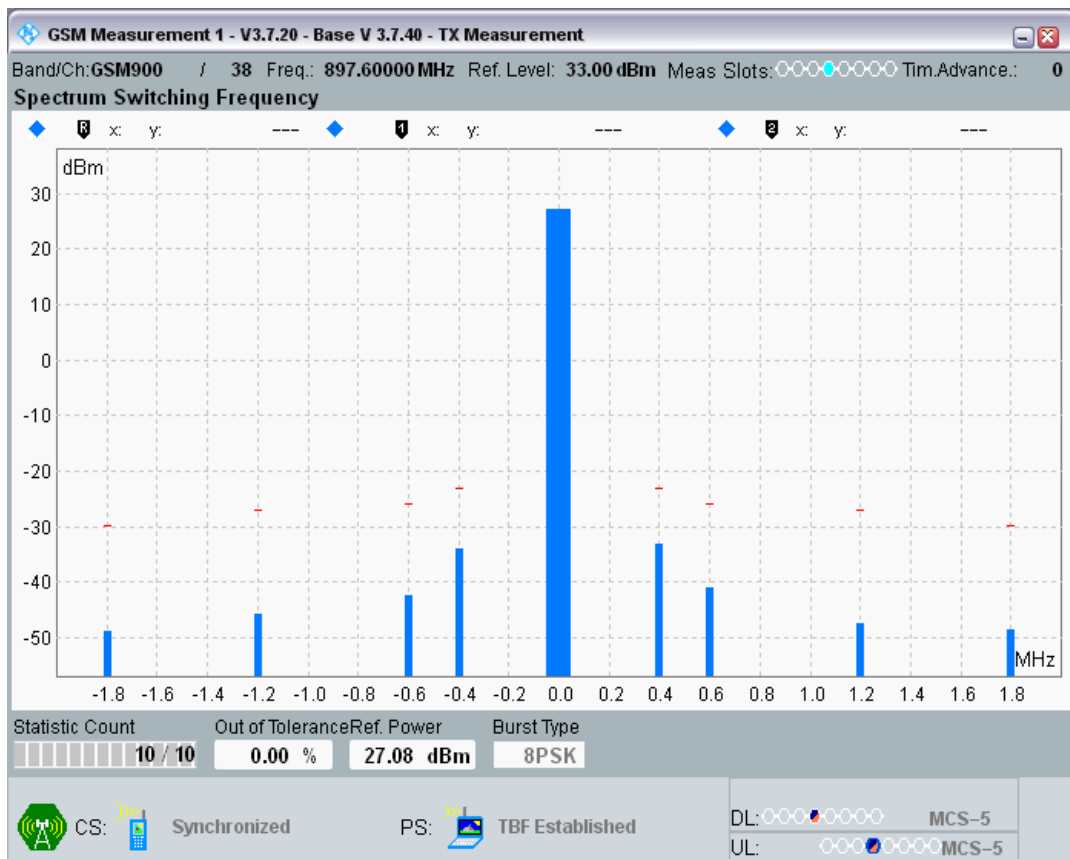 GSM Measurement 1 - V3.7.20 - Base V 3.7.40 - TX Measurement
Band/Ch:GSM900 / 38 Freq.: 897.60000 MHz Ref. Level: 33.00 dBm Meas Slots: Tim.Advance.: 0
Spectrum Switching Frequency
R x: y: --- 1 x: y: --- 2 x: y: ---
dBm
30
20
10
0
-10
-20
-30
-40
-50
MHz
-1.8 -1.6 -1.4 -1.2 -1.0 -0.8 -0.6 -0.4 -0.2 0.0 0.2 0.4 0.6 0.8 1.0 1.2 1.4 1.6 1.8
Statistic Count Out of Tolerance Ref. Power Burst Type
10 / 10 0.00 % 27.08 dBm 8PSK
CS: Synchronized PS: TBF Established
DL: MCS-5
UL: MCS-5